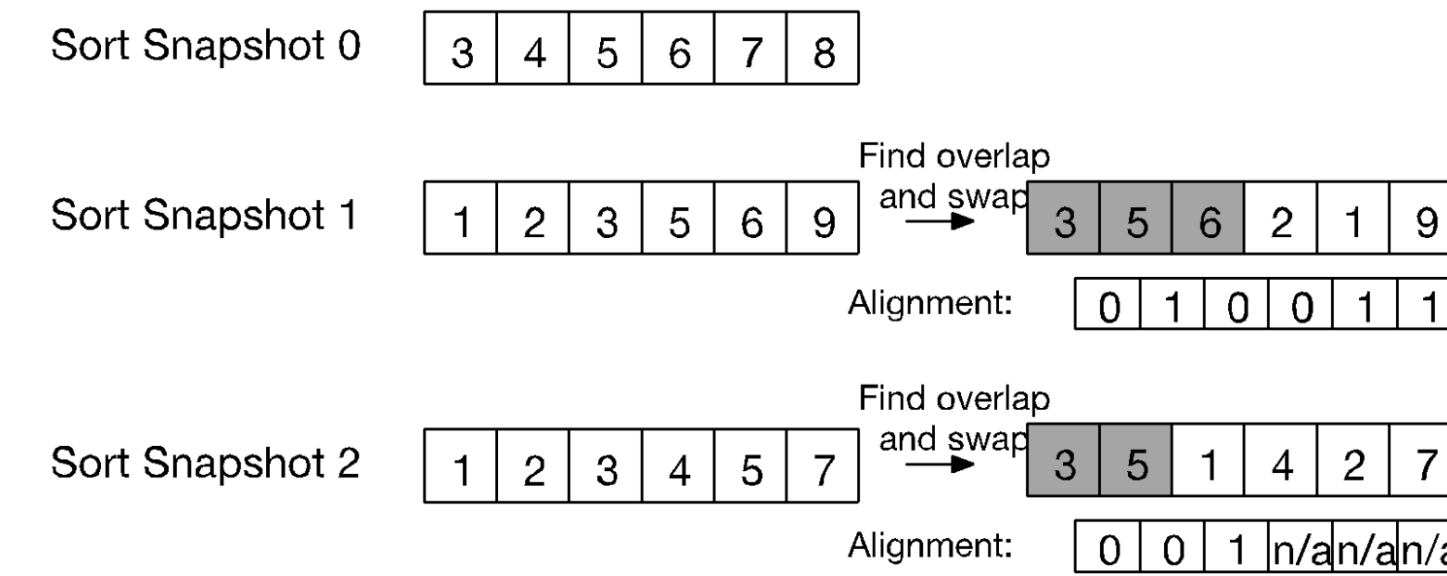 Sort Snapshot 0 3 4 5 6 7 8
Find overlap
and swap
Sort Snapshot 1 1 2 3 5 6 9 3 5 6 2 1 9
Alignment: 0 1 0 0 1 1
Find overlap
and swap
Sort Snapshot 2 1 2 3 4 5 7 3 5 1 4 2 7
Alignment: 0 0 1 n/a n/a n/a